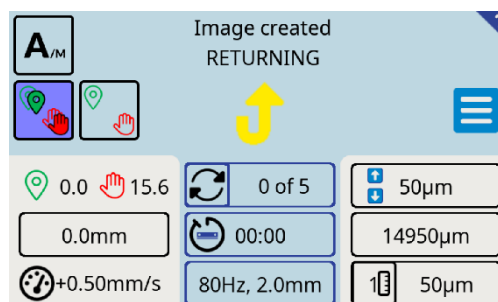 A/M
Image created
RETURNING
0.0 15.6
0 of 5
50µm
0.0mm
00:00
14950µm
+0.50mm/s
80Hz, 2.0mm
1 50µm